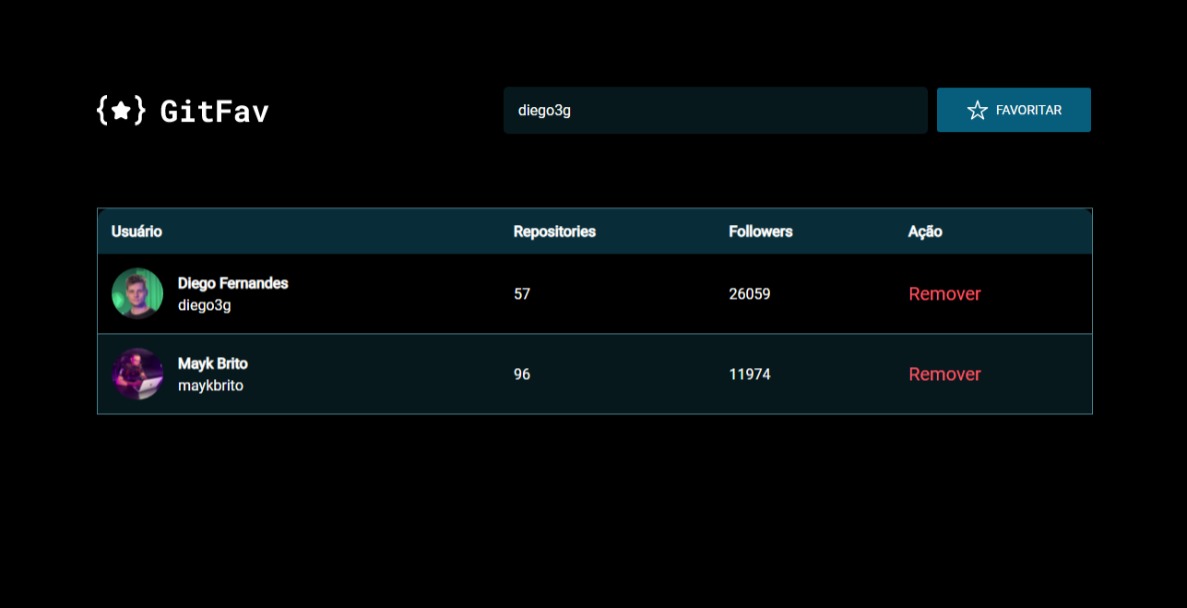 {★} GitFav
diego3g
FAVORITAR
Usuário Repositories Followers Ação
Diego Fernandes
diego3g
57 26059 Remover
Mayk Brito
maykbrito
96 11974 Remover